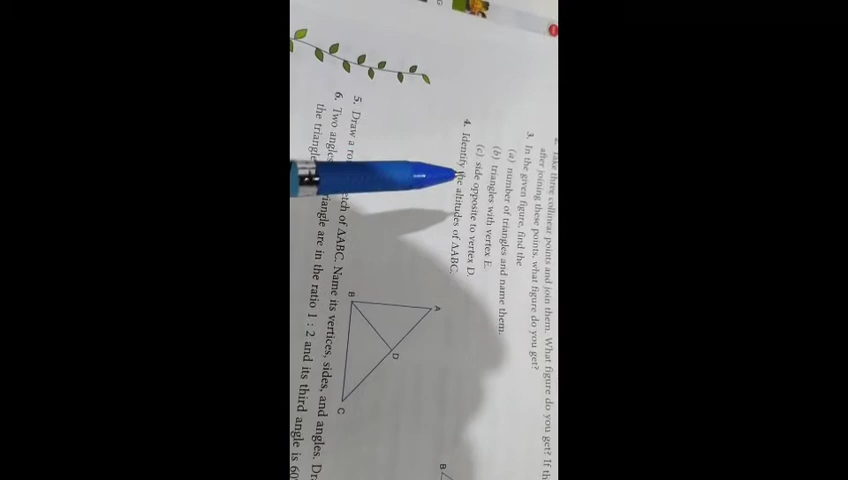 2. Take three collinear points and join them. What figure do you get? If th
after joining these points, what figure do you get?
3. In the given figure, find the
(a) number of triangles and name them.
(b) triangles with vertex E.
(c) side opposite to vertex D.
4. Identify the altitudes of ΔABC.
A
B
D
C
B
5. Draw a ro etch of ΔABC. Name its vertices, sides, and angles. Dr
6. Two angles riangle are in the ratio 1 : 2 and its third angle is 60
the triangle